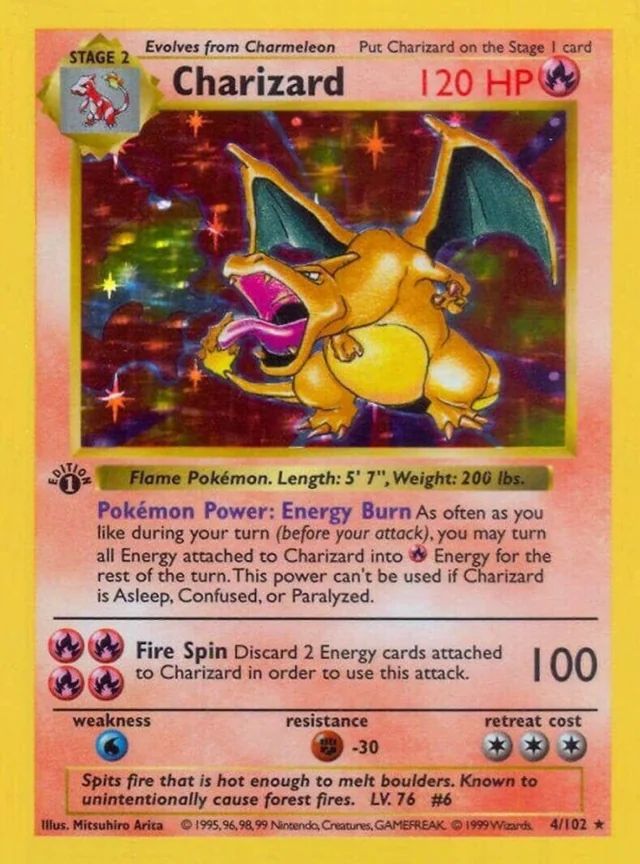 Evolves from Charmeleon Put Charizard on the Stage 1 card
STAGE 2
Charizard 120 HP
EDITION
1
Flame Pokémon. Length: 5' 7", Weight: 200 lbs.
Pokémon Power: Energy Burn As often as you
like during your turn (before your attack), you may turn
all Energy attached to Charizard into Energy for the
rest of the turn. This power can't be used if Charizard
is Asleep, Confused, or Paralyzed.
Fire Spin Discard 2 Energy cards attached
to Charizard in order to use this attack.
100
weakness resistance retreat cost
-30
Spits fire that is hot enough to melt boulders. Known to
unintentionally cause forest fires. LV. 76 #6
Illus. Mitsuhiro Arita © 1995, 96, 98, 99 Nintendo, Creatures, GAMEFREAK. © 1999 Wizards. 4/102 ★